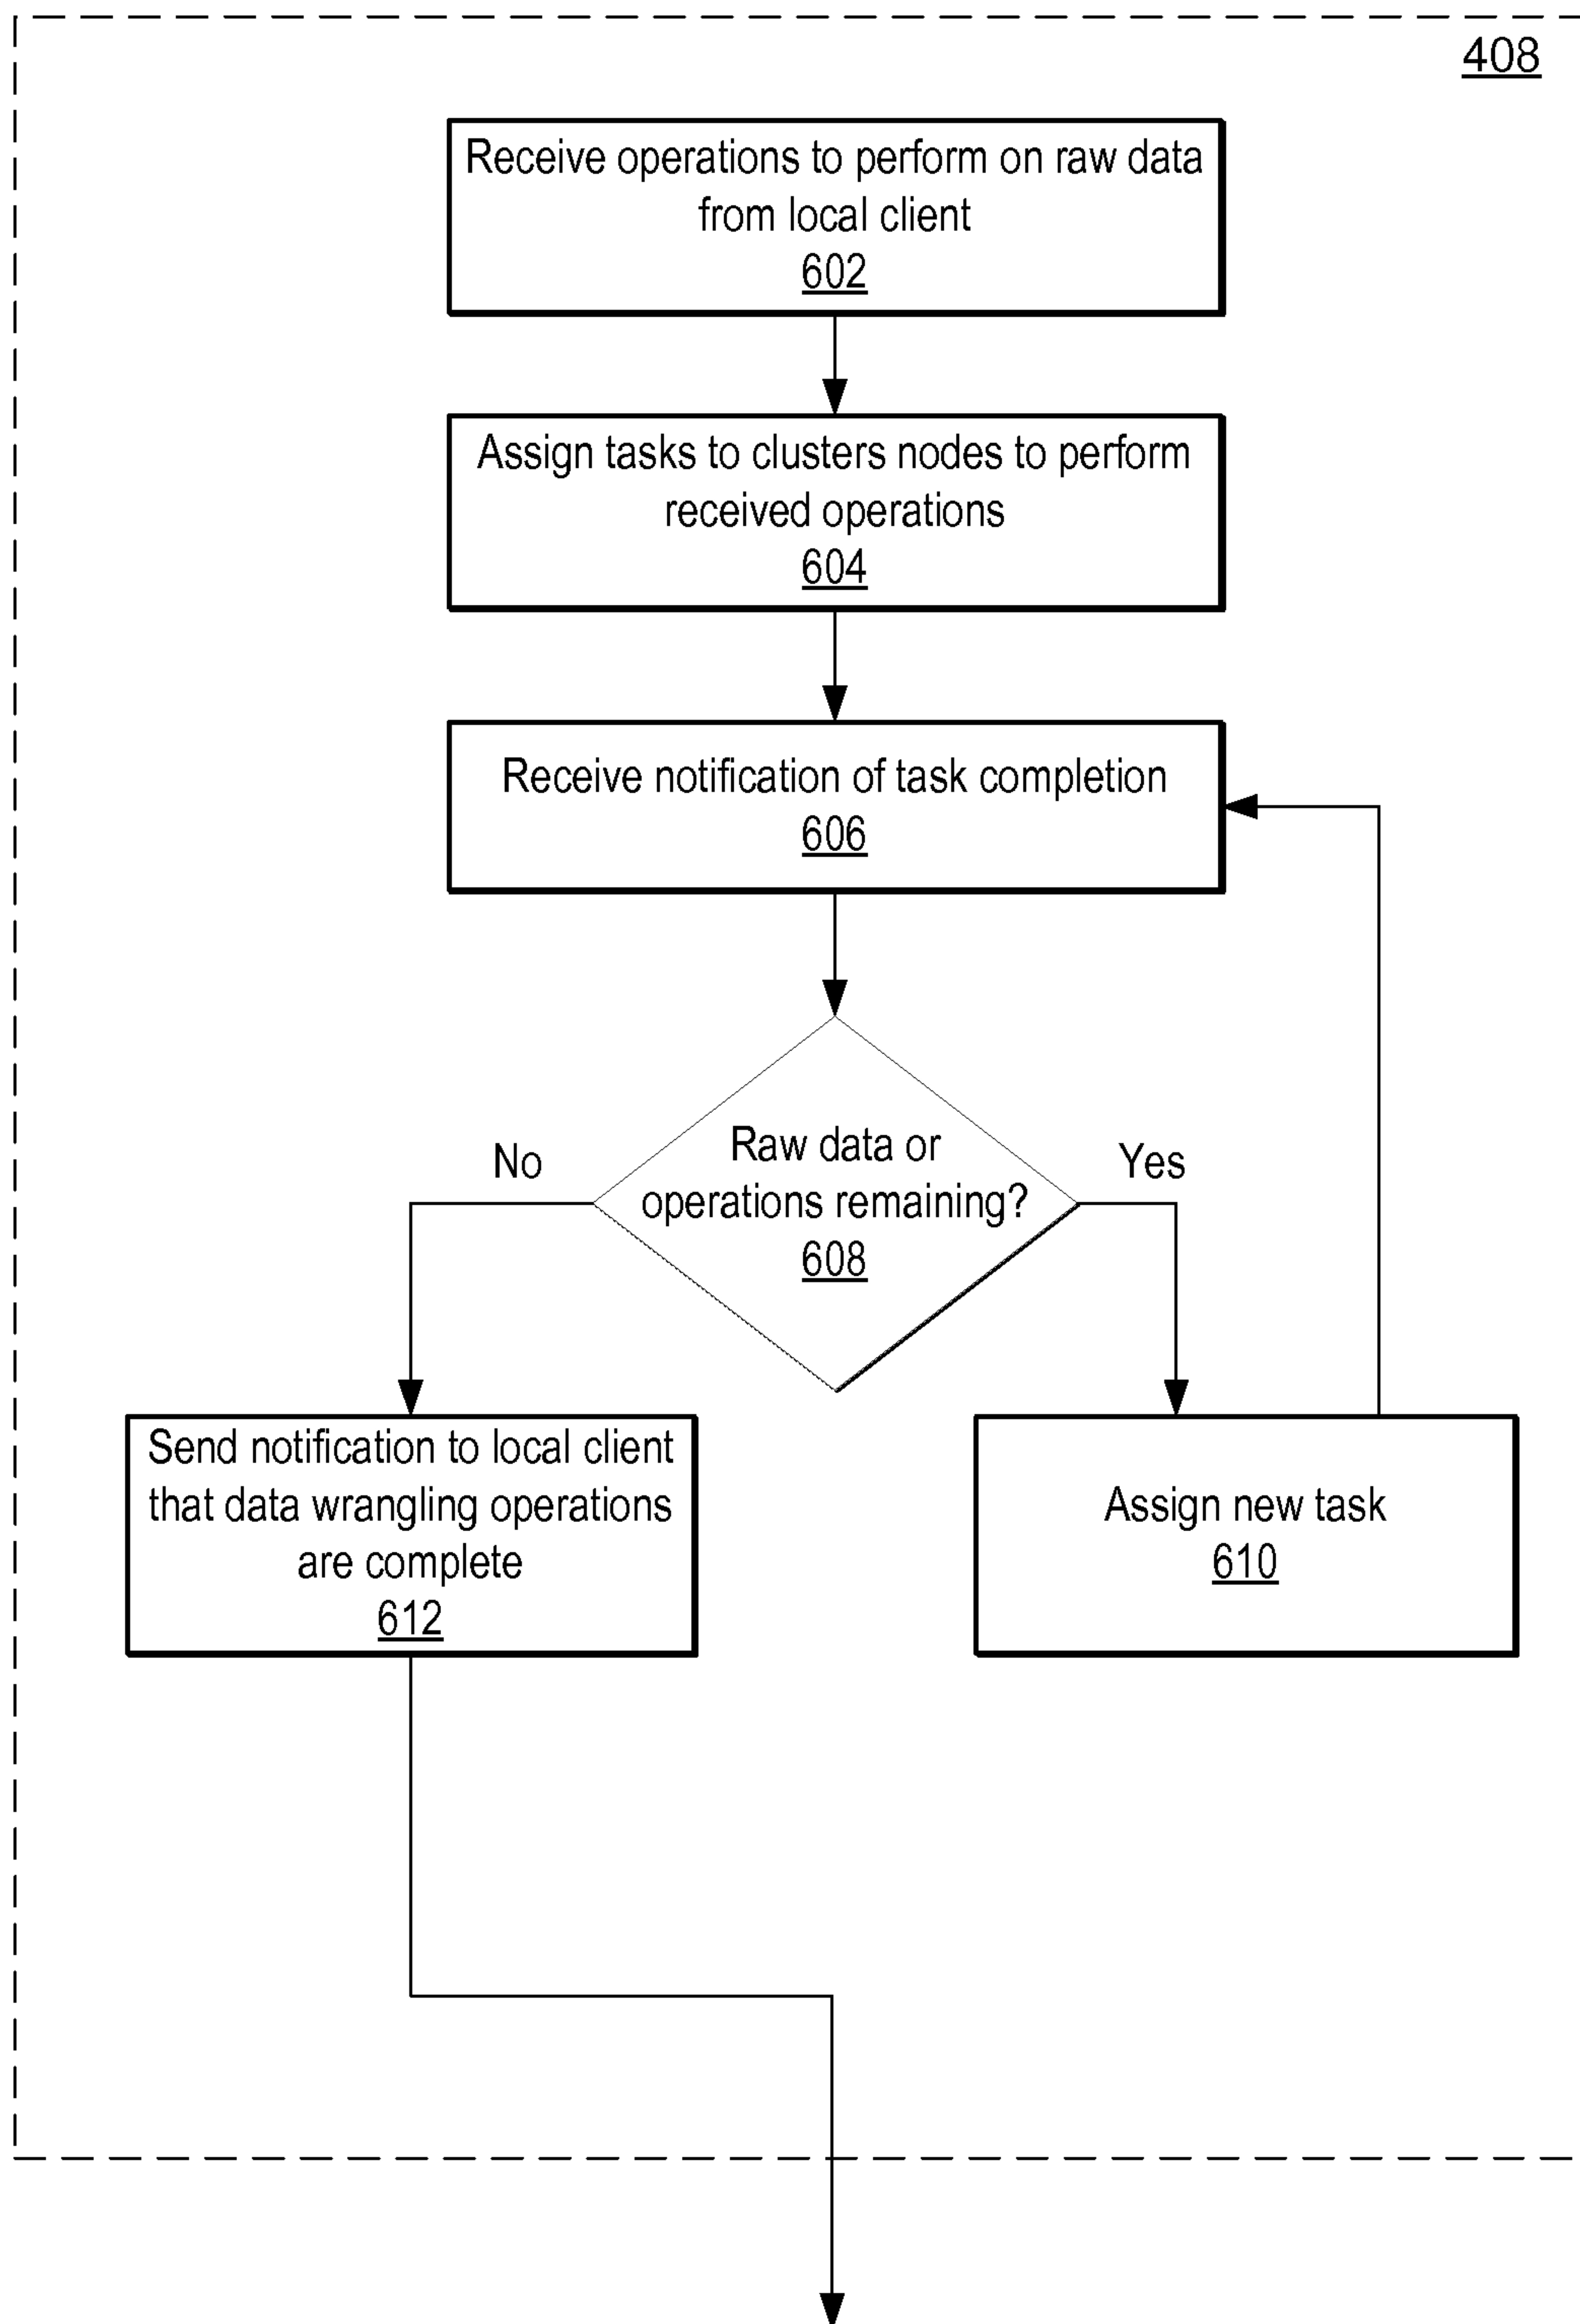 408
Receive operations to perform on raw data
from local client
602
Assign tasks to clusters nodes to perform
received operations
604
Receive notification of task completion
606
No
Raw data or
operations remaining?
608
Yes
Send notification to local client
that data wrangling operations
are complete
612
Assign new task
610